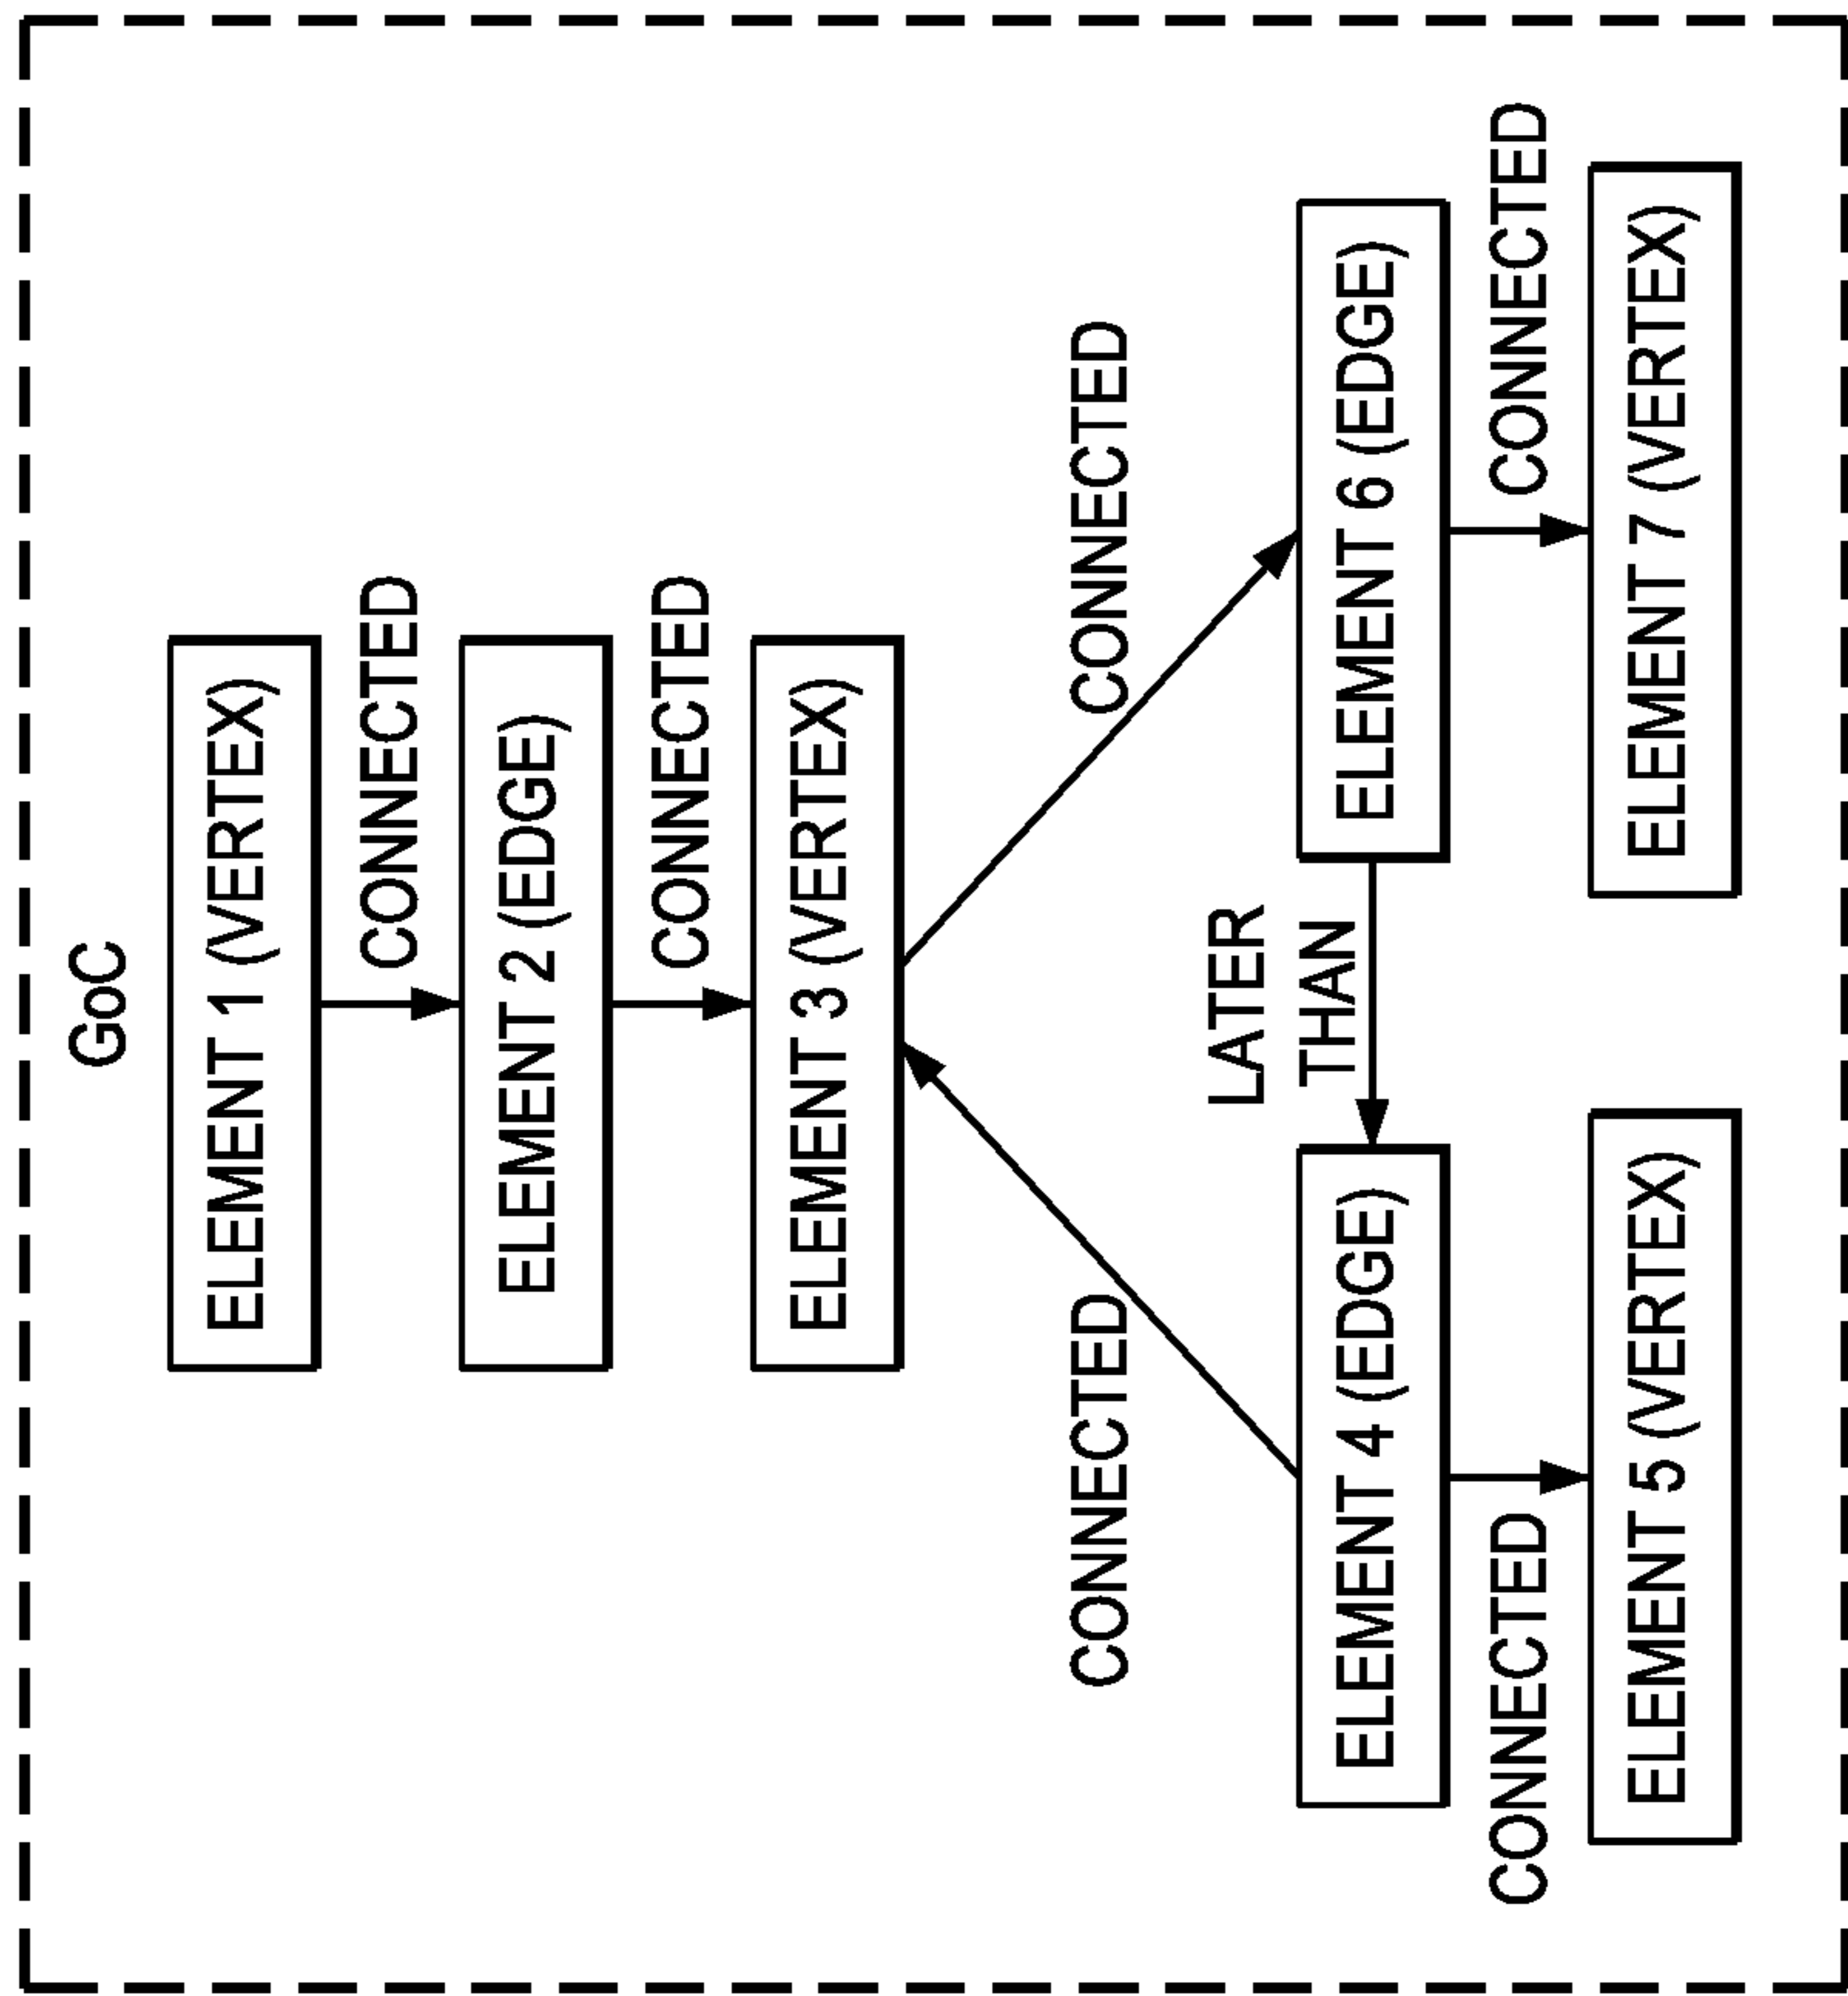 GoC
ELEMENT 1 (VERTEX)
CONNECTED
ELEMENT 2 (EDGE)
CONNECTED
ELEMENT 3 (VERTEX)
CONNECTED
CONNECTED
LATER
THAN
ELEMENT 4 (EDGE)
ELEMENT 6 (EDGE)
CONNECTED
CONNECTED
ELEMENT 5 (VERTEX)
ELEMENT 7 (VERTEX)